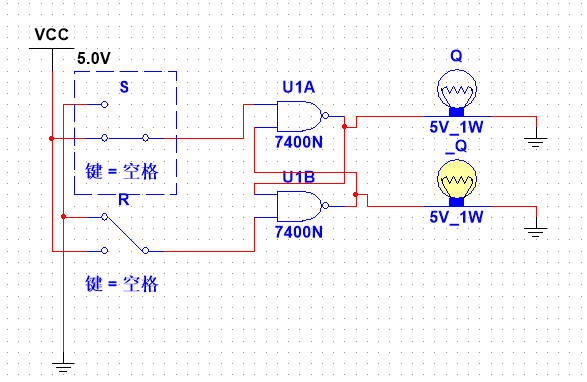 VCC
5.0V
S
键 = 空格
R
键 = 空格
U1A
7400N
U1B
7400N
Q
5V_1W
_Q
5V_1W